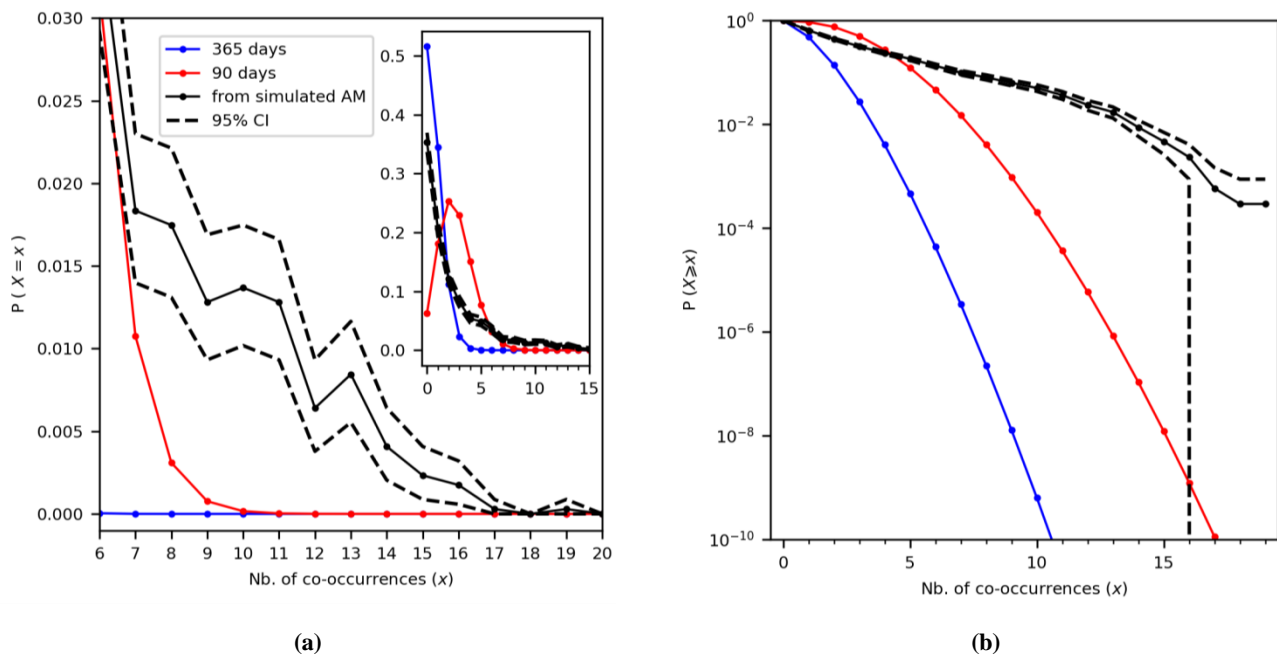 0.030
0.025
0.020
0.015
0.010
0.005
0.000
P ( X = x )
6 7 8 9 10 11 12 13 14 15 16 17 18 19 20
Nb. of co-occurrences (x)
365 days
90 days
from simulated AM
95% CI
0.5
0.4
0.3
0.2
0.1
0.0
0 5 10 15
(a)
10⁰
10⁻²
10⁻⁴
10⁻⁶
10⁻⁸
10⁻¹⁰
P (X⩾x)
0 5 10 15
Nb. of co-occurrences (x)
(b)